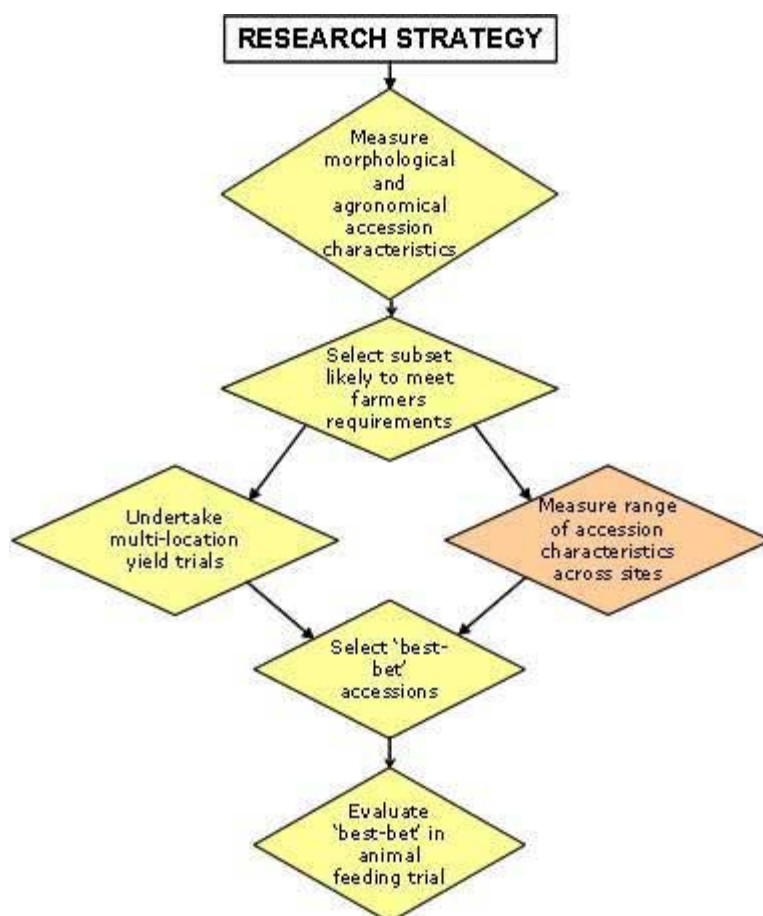 RESEARCH STRATEGY
Measure
morphological
and
agronomical
accession
characteristics
Select subset
likely to meet
farmers
requirements
Undertake
multi-location
yield trials
Measure range
of accession
characteristics
across sites
Select ‘best-
bet’
accessions
Evaluate
‘best-bet’ in
animal
feeding trial